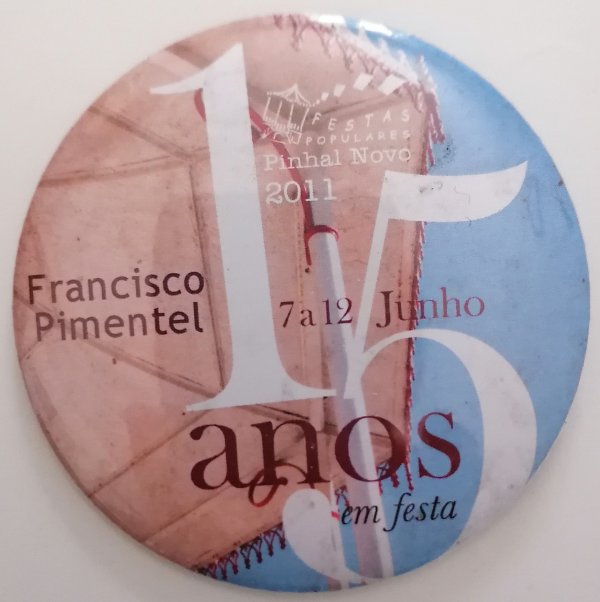 FESTAS
POPULARES
Pinhal Novo
2011
Francisco
Pimentel
15
7 a 12 Junho
anos
em festa